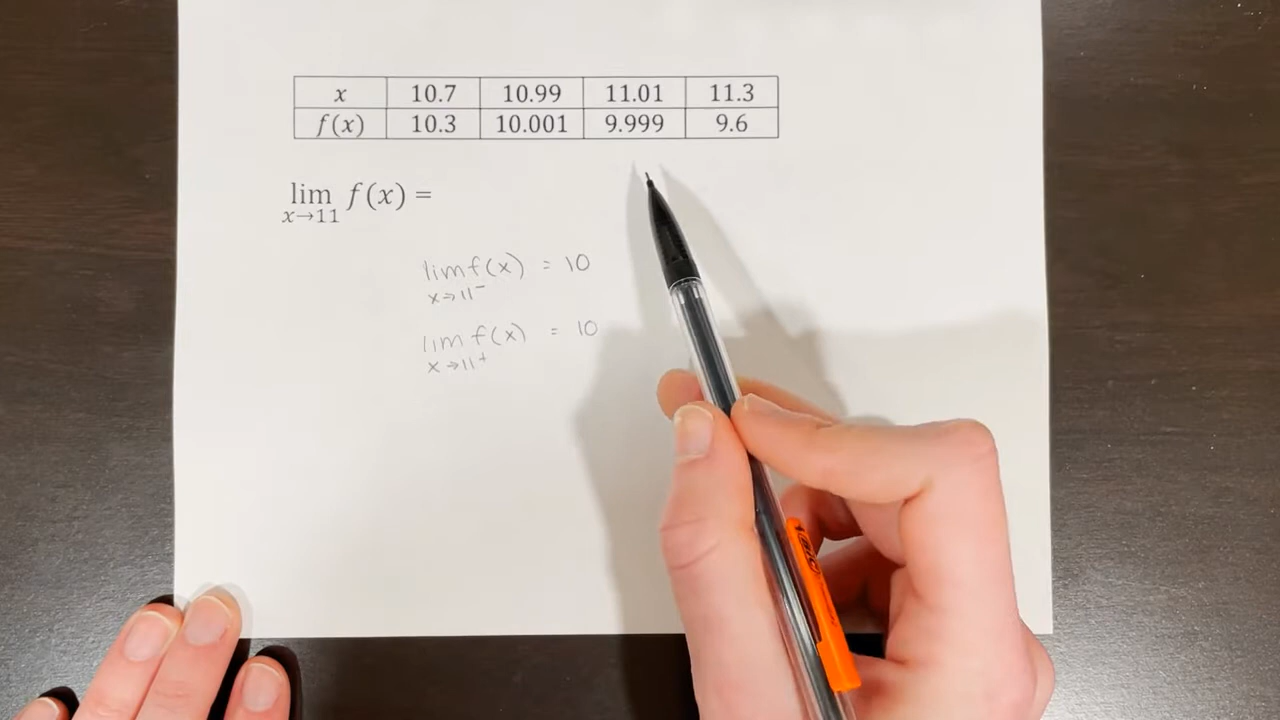 x 10.7 10.99 11.01 11.3
f(x) 10.3 10.001 9.999 9.6
lim f(x) =
x→11
lim f(x) = 10
x→11⁻
lim f(x) = 10
x→11⁺
BIC